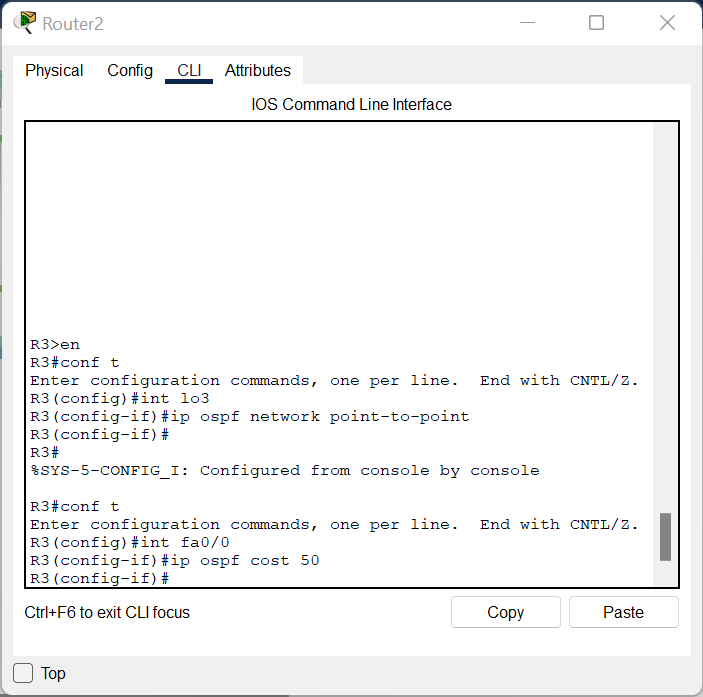 Router2
Physical Config CLI Attributes
IOS Command Line Interface
R3>en
R3#conf t
Enter configuration commands, one per line.  End with CNTL/Z.
R3(config)#int lo3
R3(config-if)#ip ospf network point-to-point
R3(config-if)#
R3#
%SYS-5-CONFIG_I: Configured from console by console
R3#conf t
Enter configuration commands, one per line.  End with CNTL/Z.
R3(config)#int fa0/0
R3(config-if)#ip ospf cost 50
R3(config-if)#
Ctrl+F6 to exit CLI focus
Copy Paste
Top